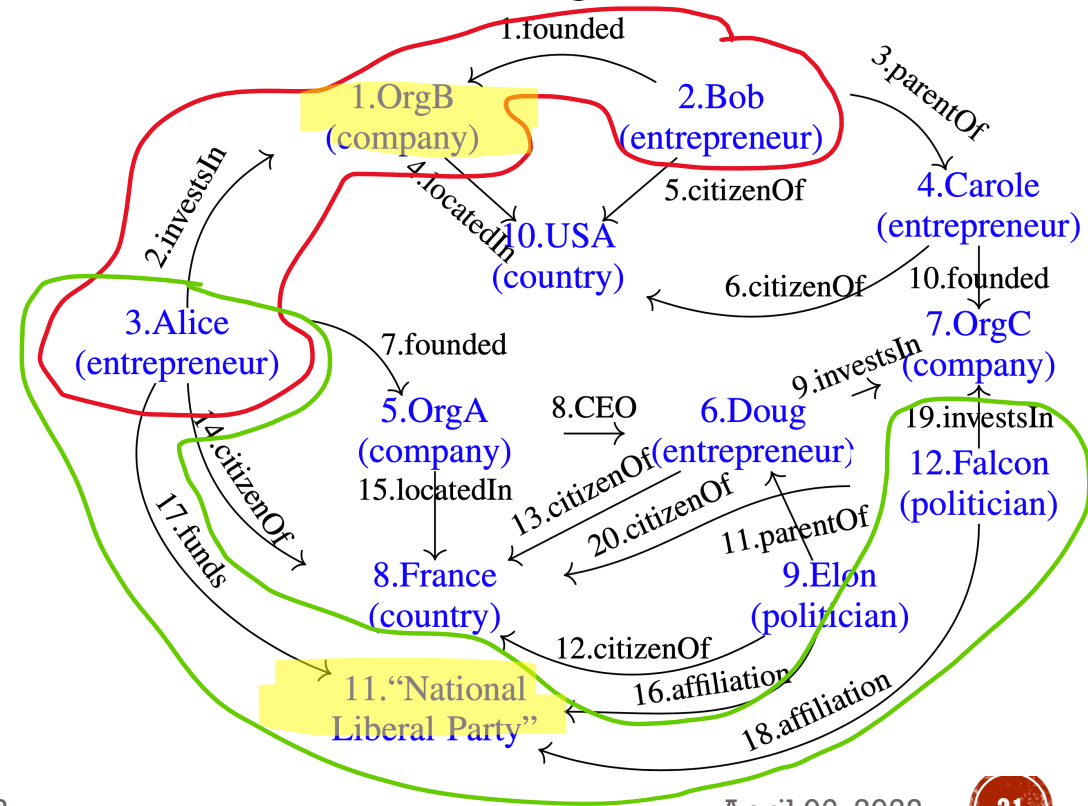 1.founded
1.OrgB
(company)
2.Bob
(entrepreneur)
3.parentOf
2.investsIn
4.locatedIn
5.citizenOf
4.Carole
(entrepreneur)
10.USA
(country)
6.citizenOf
10.founded
3.Alice
(entrepreneur)
7.founded
7.OrgC
(company)
9.investsIn
5.OrgA
(company)
8.CEO
6.Doug
(entrepreneur)
19.investsIn
12.Falcon
(politician)
14.citizenOf
15.locatedIn
13.citizenOf
20.citizenOf
11.parentOf
17.funds
8.France
(country)
9.Elon
(politician)
12.citizenOf
16.affiliation
11.“National
Liberal Party”
18.affiliation